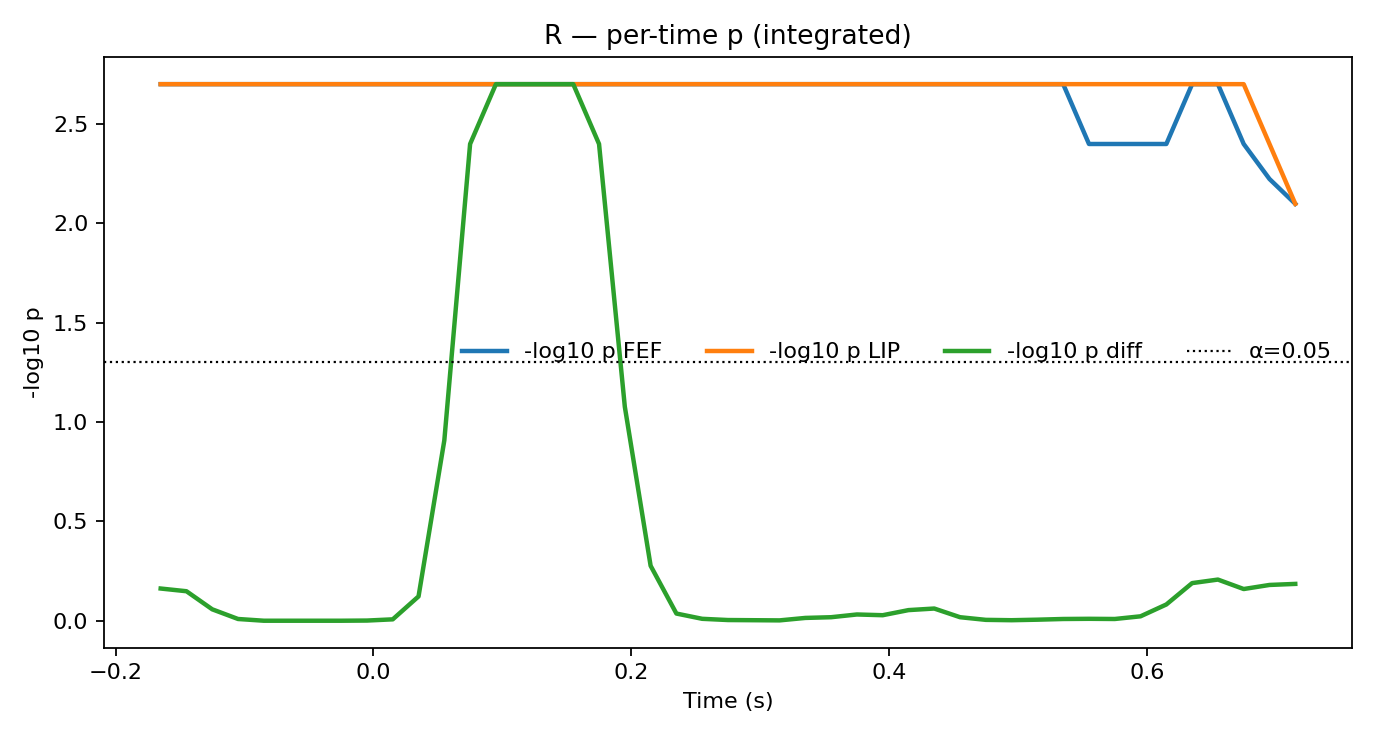 R — per-time p (integrated)
-log10 p
2.5
2.0
1.5
1.0
0.5
0.0
-log10 p FEF
-log10 p LIP
-log10 p diff
α=0.05
−0.2
0.0
0.2
0.4
0.6
Time (s)